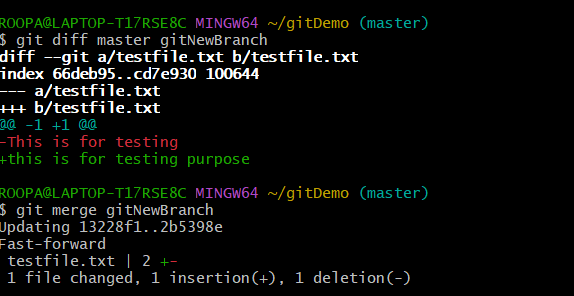 ROOPA@LAPTOP-T17RSE8C MINGW64 ~/gitDemo (master)
$ git diff master gitNewBranch
diff --git a/testfile.txt b/testfile.txt
index 66deb95..cd7e930 100644
--- a/testfile.txt
+++ b/testfile.txt
@@ -1 +1 @@
-This is for testing
+this is for testing purpose
ROOPA@LAPTOP-T17RSE8C MINGW64 ~/gitDemo (master)
$ git merge gitNewBranch
Updating 13228f1..2b5398e
Fast-forward
testfile.txt | 2 +-
1 file changed, 1 insertion(+), 1 deletion(-)